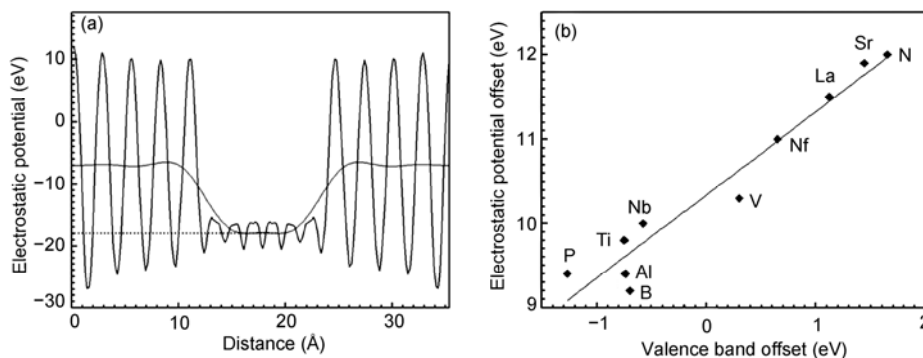 (a)
Electrostatic potential (eV)
10
0
−10
−20
−30
0
10
20
30
Distance (Å)
(b)
Electrostatic potential offset (eV)
12
11
10
9
−1
0
1
2
Valence band offset (eV)
Sr
N
La
Nf
V
Nb
Ti
P
Al
B